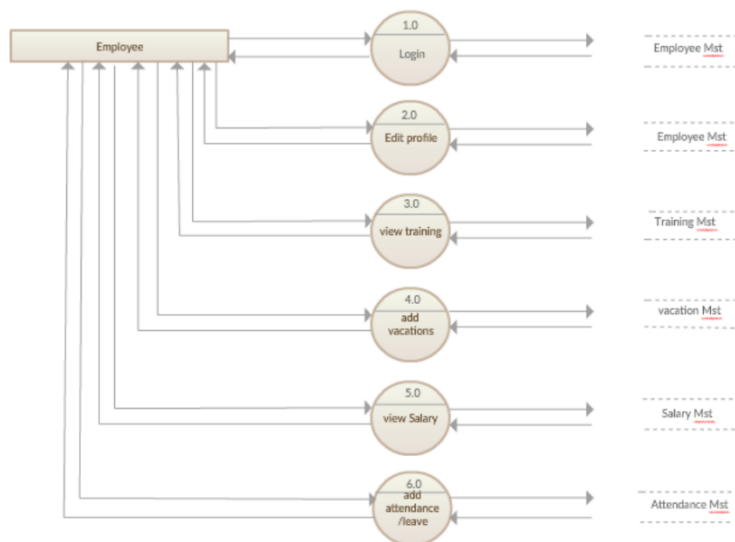 Employee
1.0
Login
Employee Mst
2.0
Edit profile
Employee Mst
3.0
view training
Training Mst
4.0
add
vacations
vacation Mst
5.0
view Salary
Salary Mst
6.0
add
attendance
/leave
Attendance Mst